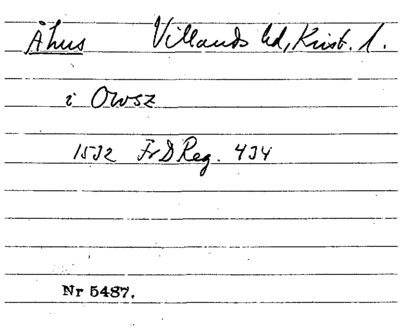 Åhus Villands hd, Krist. l.
i Owsz
1532 FrDReg. 434
Nr 5487.